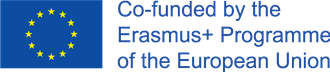 Co-funded by the
Erasmus+ Programme
of the European Union